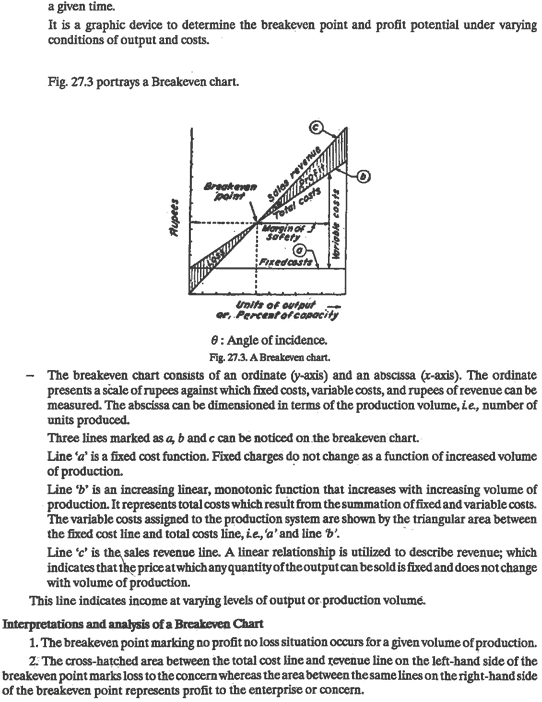 a given time.
It is a graphic device to determine the breakeven point and profit potential under varying
conditions of output and costs.
Fig. 27.3 portrays a Breakeven chart.
c
Sales revenue
Profit
b
Breakeven
point
Total costs
Rupees
Variable costs
Margin of
safety
a
Loss
Fixed costs
Units of output
or, Percent of capacity
θ : Angle of incidence.
Fig. 27.3. A Breakeven chart.
– The breakeven chart consists of an ordinate (y-axis) and an abscissa (x-axis). The ordinate
presents a scale of rupees against which fixed costs, variable costs, and rupees of revenue can be
measured. The abscissa can be dimensioned in terms of the production volume, i.e., number of
units produced.
Three lines marked as a, b and c can be noticed on the breakeven chart.
Line ‘a’ is a fixed cost function. Fixed charges do not change as a function of increased volume
of production.
Line ‘b’ is an increasing linear, monotonic function that increases with increasing volume of
production. It represents total costs which result from the summation of fixed and variable costs.
The variable costs assigned to the production system are shown by the triangular area between
the fixed cost line and total costs line, i.e., ‘a’ and line ‘b’.
Line ‘c’ is the sales revenue line. A linear relationship is utilized to describe revenue; which
indicates that the price at which any quantity of the output can be sold is fixed and does not change
with volume of production.
This line indicates income at varying levels of output or production volume.
Interpretations and analysis of a Breakeven Chart
1. The breakeven point marking no profit no loss situation occurs for a given volume of production.
2. The cross-hatched area between the total cost line and revenue line on the left-hand side of the
breakeven point marks loss to the concern whereas the area between the same lines on the right-hand side
of the breakeven point represents profit to the enterprise or concern.